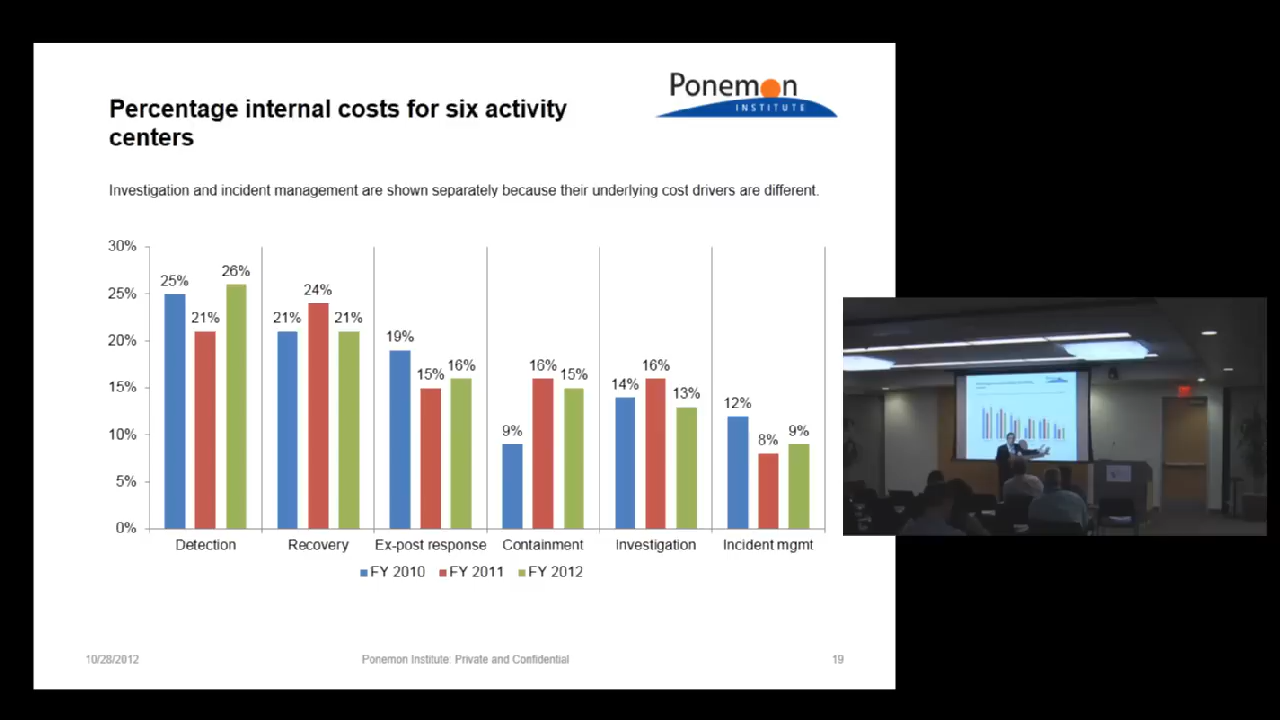 Ponemon
INSTITUTE
Percentage internal costs for six activity
centers
Investigation and incident management are shown separately because their underlying cost drivers are different.
30%
25%
20%
15%
10%
5%
0%
25%
21%
26%
21%
24%
21%
19%
15%
16%
9%
16%
15%
14%
16%
13%
12%
8%
9%
Detection
Recovery
Ex-post response
Containment
Investigation
Incident mgmt
FY 2010
FY 2011
FY 2012
10/28/2012
Ponemon Institute: Private and Confidential
19